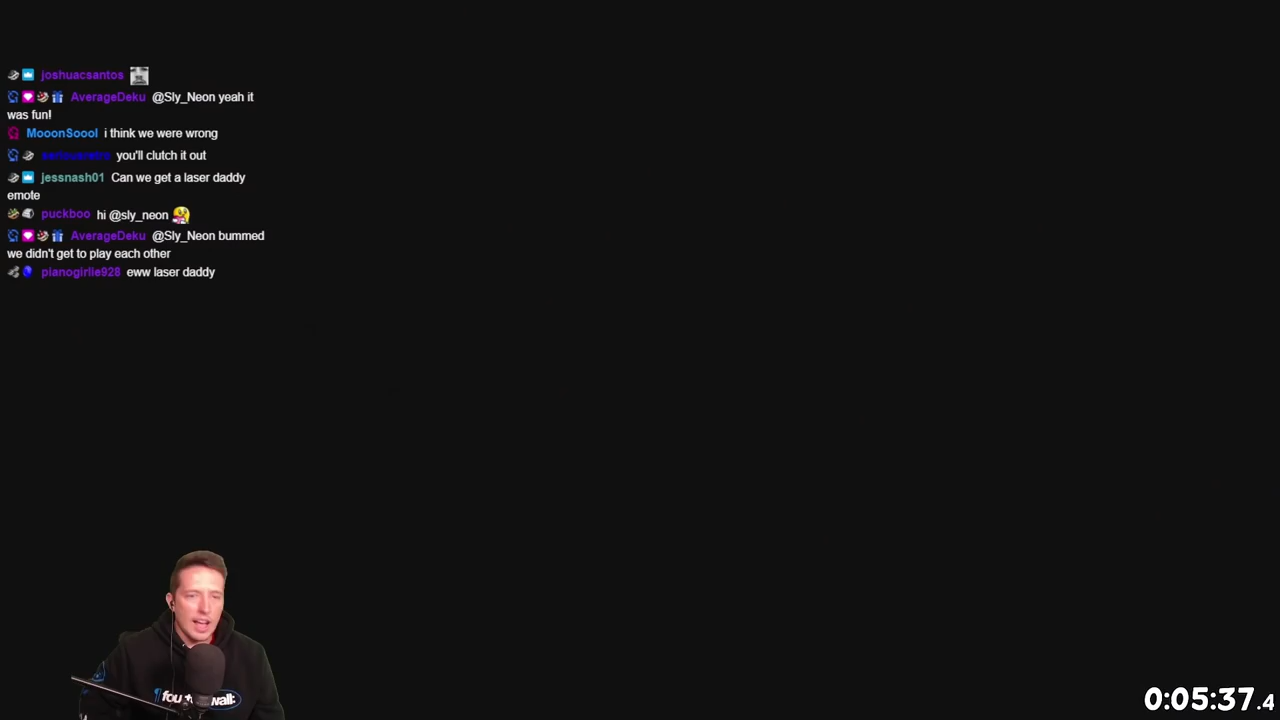 joshuacsantos
AverageDeku @Sly_Neon yeah it
was fun!
MooonSoool i think we were wrong
you'll clutch it out
jessnash01 Can we get a laser daddy
emote
puckboo hi @sly_neon
AverageDeku @Sly_Neon bummed
we didn't get to play each other
pianogirlie928 eww laser daddy
wall:
0:05:37.4